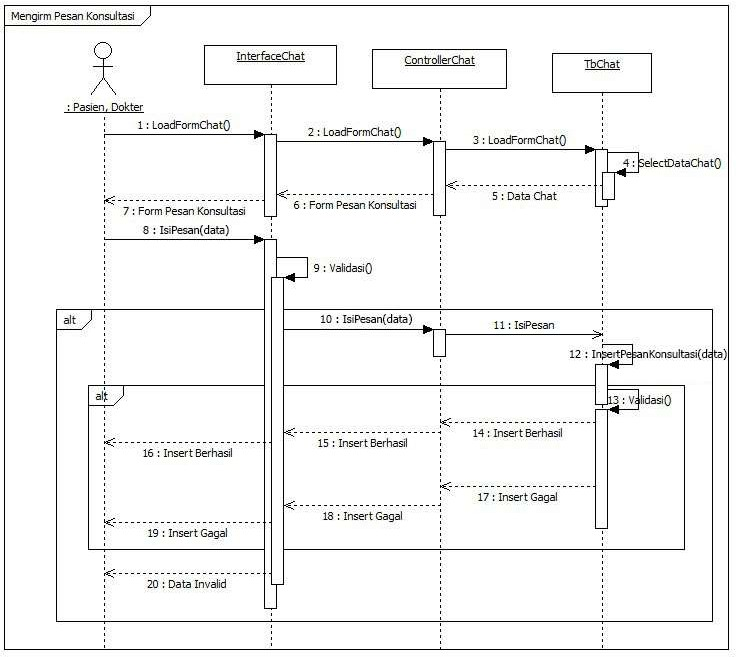 Mengirm Pesan Konsultasi
InterfaceChat
ControllerChat
TbChat
: Pasien, Dokter
1 : LoadFormChat()
2 : LoadFormChat()
3 : LoadFormChat()
4 : SelectDataChat()
5 : Data Chat
6 : Form Pesan Konsultasi
7 : Form Pesan Konsultasi
8 : IsiPesan(data)
9 : Validasi()
alt
10 : IsiPesan(data)
11 : IsiPesan
12 : InsertPesanKonsultasi(data)
alt
13 : Validasi()
14 : Insert Berhasil
15 : Insert Berhasil
16 : Insert Berhasil
17 : Insert Gagal
18 : Insert Gagal
19 : Insert Gagal
20 : Data Invalid